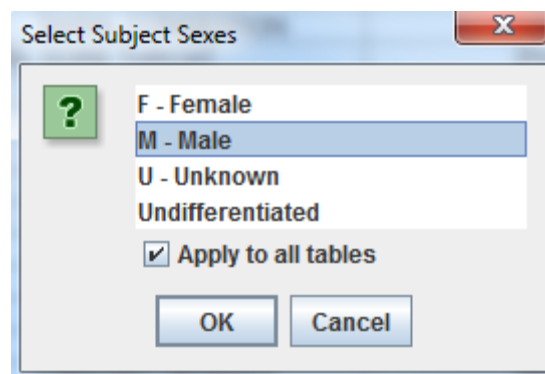 Select Subject Sexes
F - Female
M - Male
U - Unknown
Undifferentiated
Apply to all tables
OK Cancel